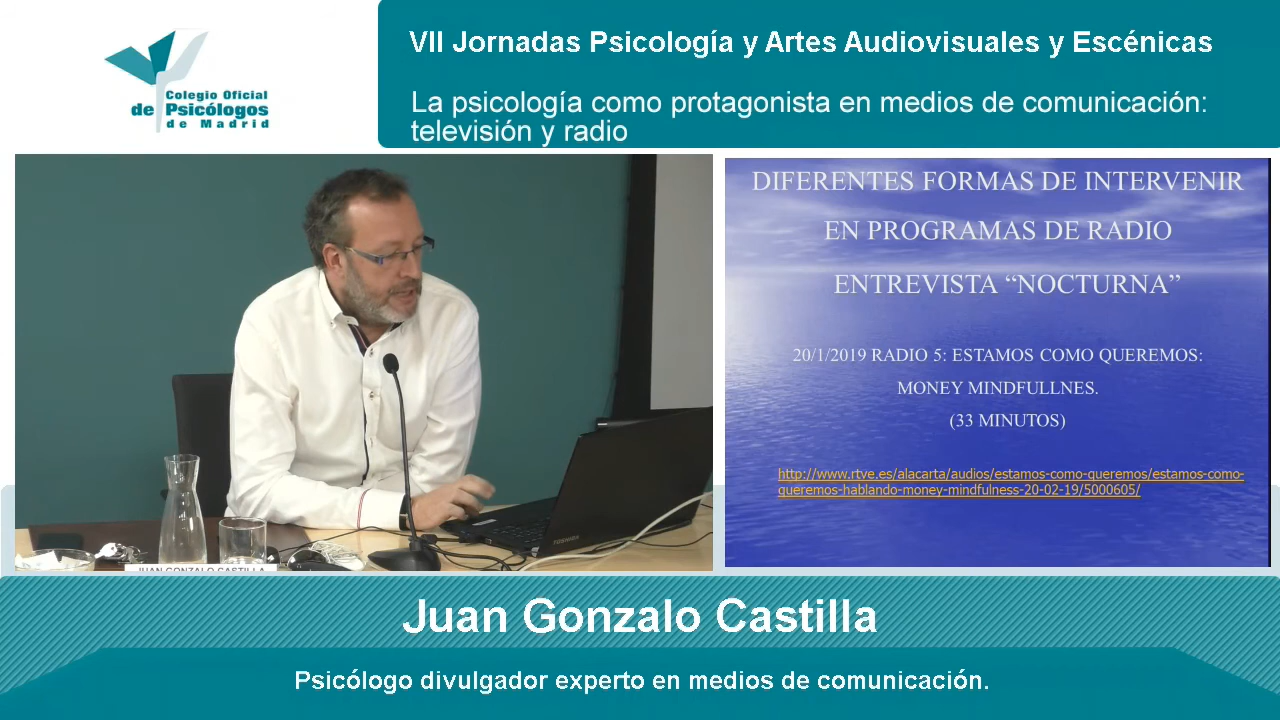 Colegio Oficial
de Psicólogos
de Madrid
VII Jornadas Psicología y Artes Audiovisuales y Escénicas
La psicología como protagonista en medios de comunicación:
televisión y radio
DIFERENTES FORMAS DE INTERVENIR
EN PROGRAMAS DE RADIO
ENTREVISTA “NOCTURNA”
20/1/2019 RADIO 5: ESTAMOS COMO QUEREMOS:
MONEY MINDFULLNES.
(33 MINUTOS)
http://www.rtve.es/alacarta/audios/estamos-como-queremos/estamos-como-
queremos-hablando-money-mindfulness-20-02-19/5000605/
TOSHIBA
JUAN GONZALO CASTILLA
Juan Gonzalo Castilla
Psicólogo divulgador experto en medios de comunicación.